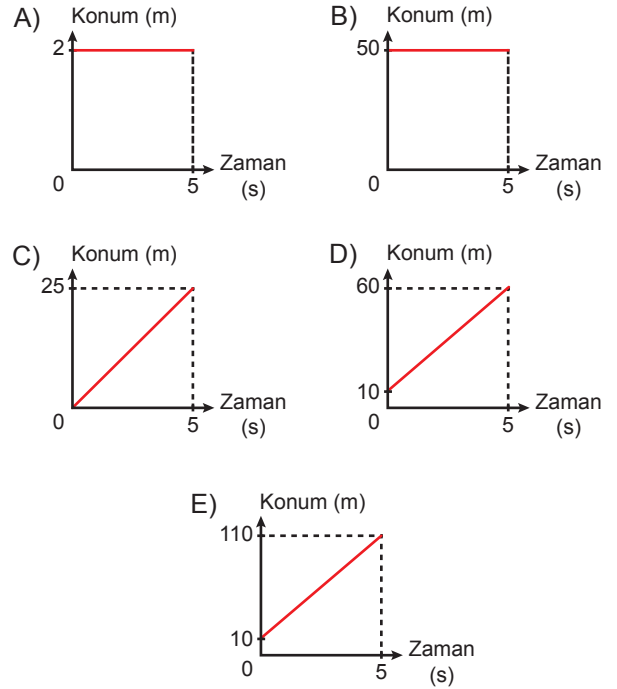 A) Konum (m)
2
0
5
Zaman
(s)
B) Konum (m)
50
0
5
Zaman
(s)
C) Konum (m)
25
0
5
Zaman
(s)
D) Konum (m)
60
10
0
5
Zaman
(s)
E) Konum (m)
110
10
0
5
Zaman
(s)